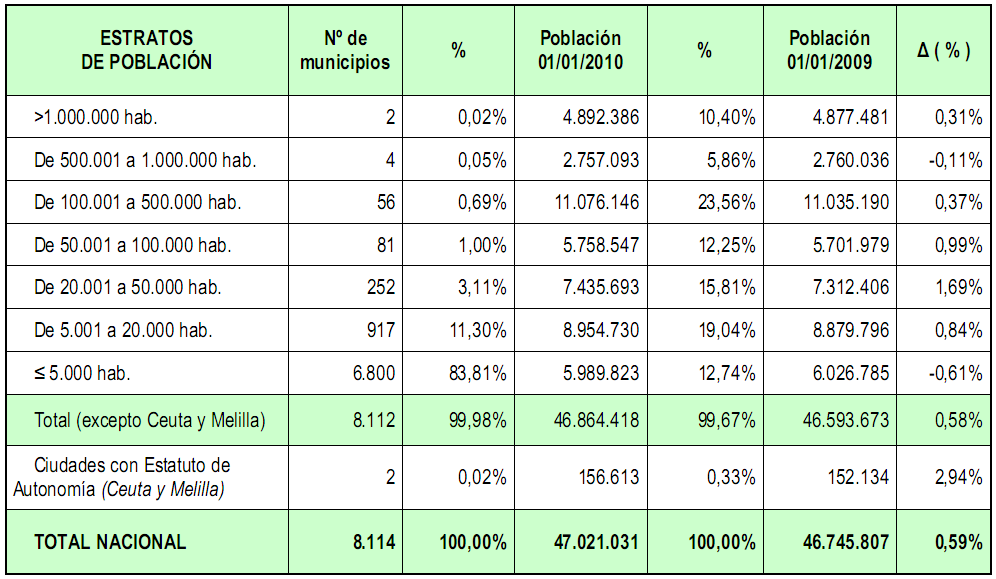 ESTRATOS DE POBLACIÓN Nº de municipios % Población 01/01/2010 % Población 01/01/2009 Δ ( % )
>1.000.000 hab. 2 0,02% 4.892.386 10,40% 4.877.481 0,31%
De 500.001 a 1.000.000 hab. 4 0,05% 2.757.093 5,86% 2.760.036 -0,11%
De 100.001 a 500.000 hab. 56 0,69% 11.076.146 23,56% 11.035.190 0,37%
De 50.001 a 100.000 hab. 81 1,00% 5.758.547 12,25% 5.701.979 0,99%
De 20.001 a 50.000 hab. 252 3,11% 7.435.693 15,81% 7.312.406 1,69%
De 5.001 a 20.000 hab. 917 11,30% 8.954.730 19,04% 8.879.796 0,84%
≤ 5.000 hab. 6.800 83,81% 5.989.823 12,74% 6.026.785 -0,61%
Total (excepto Ceuta y Melilla) 8.112 99,98% 46.864.418 99,67% 46.593.673 0,58%
Ciudades con Estatuto de Autonomía (Ceuta y Melilla) 2 0,02% 156.613 0,33% 152.134 2,94%
TOTAL NACIONAL 8.114 100,00% 47.021.031 100,00% 46.745.807 0,59%